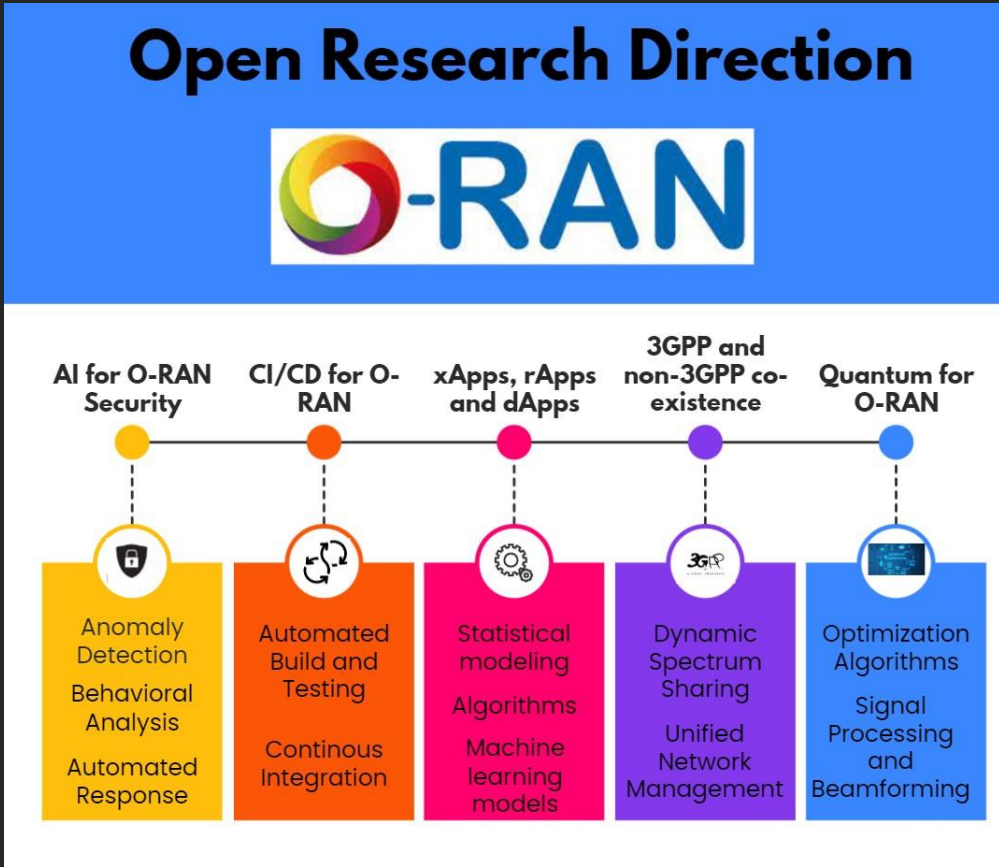 Open Research Direction
O-RAN
AI for O-RAN
Security
CI/CD for O-
RAN
xApps, rApps
and dApps
3GPP and
non-3GPP co-
existence
Quantum for
O-RAN
Anomaly
Detection
Behavioral
Analysis
Automated
Response
Automated
Build and
Testing
Continous
Integration
Statistical
modeling
Algorithms
Machine
learning
models
3GPP
Dynamic
Spectrum
Sharing
Unified
Network
Management
Optimization
Algorithms
Signal
Processing
and
Beamforming